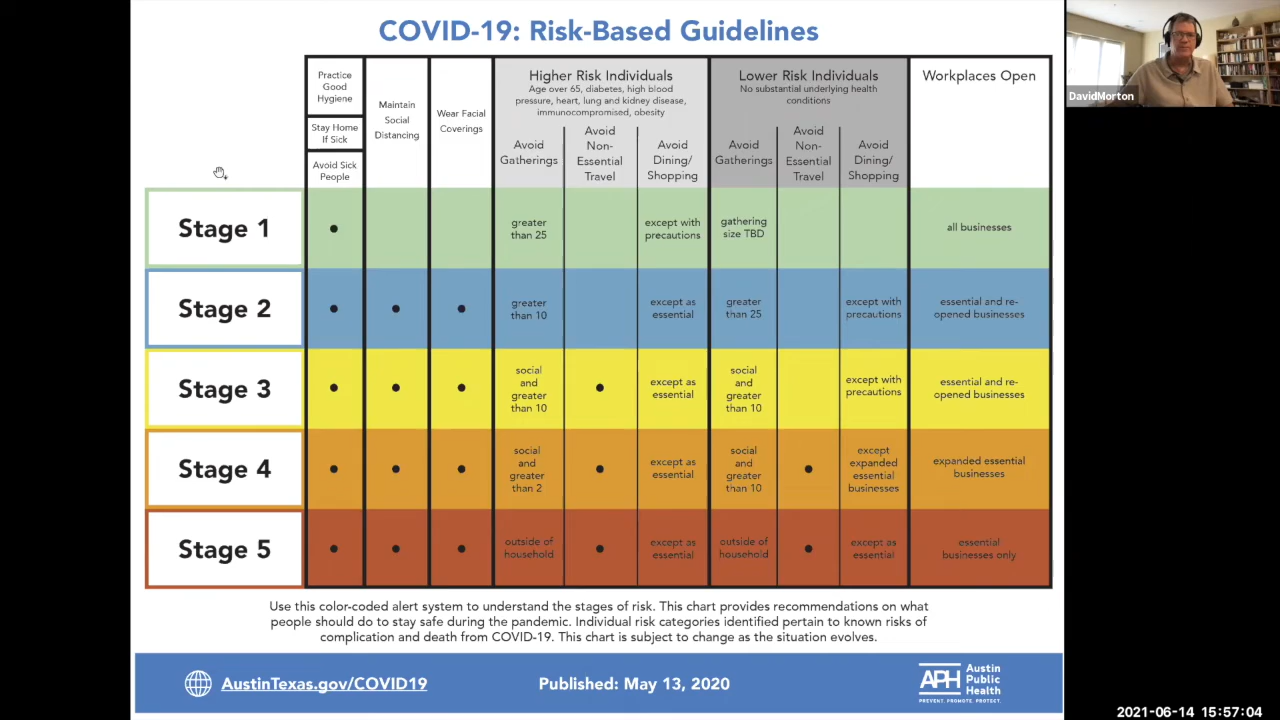 COVID-19: Risk-Based Guidelines
Practice
Good
Hygiene
Stay Home
If Sick
Avoid Sick
People
Maintain
Social
Distancing
Wear Facial
Coverings
Higher Risk Individuals
Age over 65, diabetes, high blood
pressure, heart, lung and kidney disease,
immunocompromised, obesity
Avoid
Gatherings
Avoid
Non-
Essential
Travel
Avoid
Dining/
Shopping
Lower Risk Individuals
No substantial underlying health
conditions
Avoid
Gatherings
Avoid
Non-
Essential
Travel
Avoid
Dining/
Shopping
Workplaces Open
DavidMorton
Stage 1
greater
than 25
except with
precautions
gathering
size TBD
all businesses
Stage 2
greater
than 10
except as
essential
greater
than 25
except with
precautions
essential and re-
opened businesses
Stage 3
social
and
greater
than 10
except as
essential
social
and
greater
than 10
except with
precautions
essential and re-
opened businesses
Stage 4
social
and
greater
than 2
except as
essential
social
and
greater
than 10
except
expanded
essential
businesses
expanded essential
businesses
Stage 5
outside of
household
except as
essential
outside of
household
except as
essential
essential
businesses only
Use this color-coded alert system to understand the stages of risk. This chart provides recommendations on what
people should do to stay safe during the pandemic. Individual risk categories identified pertain to known risks of
complication and death from COVID-19. This chart is subject to change as the situation evolves.
AustinTexas.gov/COVID19
Published: May 13, 2020
APH
Austin
Public
Health
PREVENT. PROMOTE. PROTECT.
2021-06-14 15:57:04